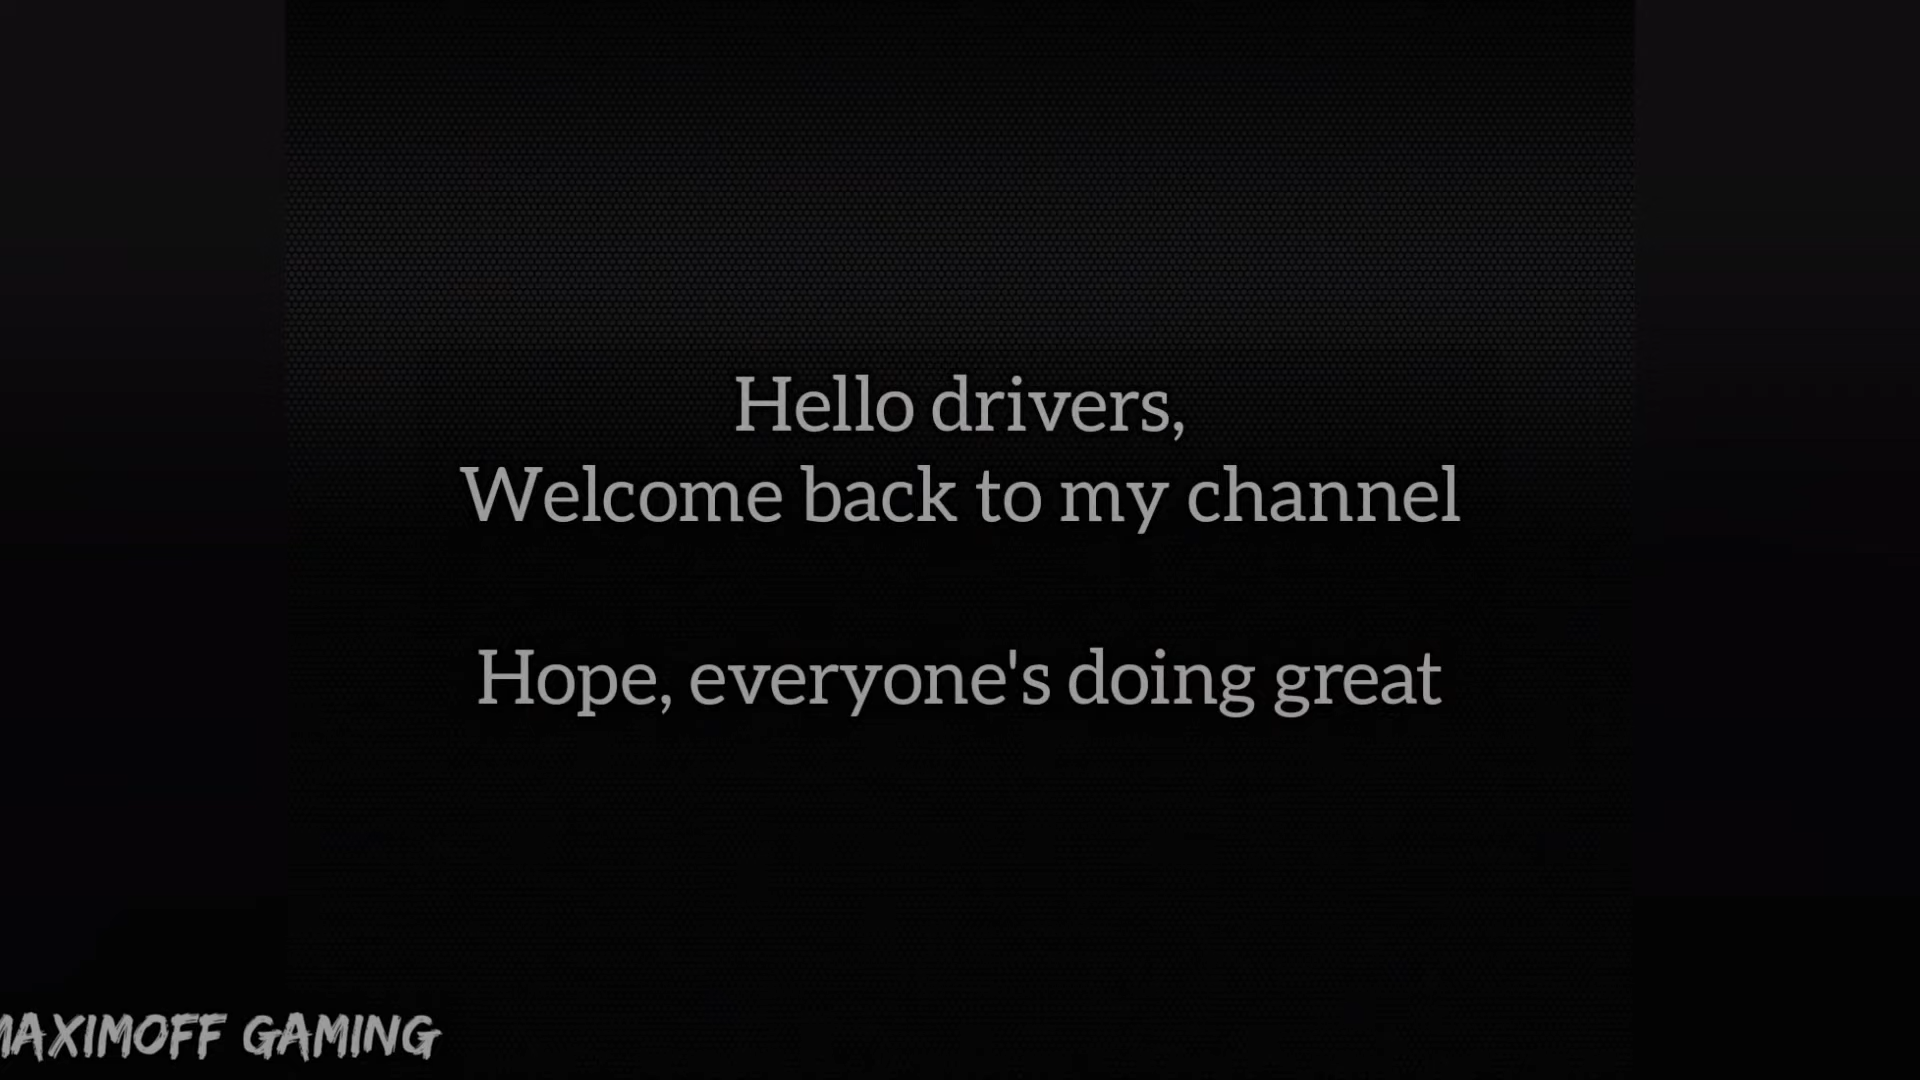 Hello drivers,
Welcome back to my channel
Hope, everyone's doing great
MAXIMOFF GAMING